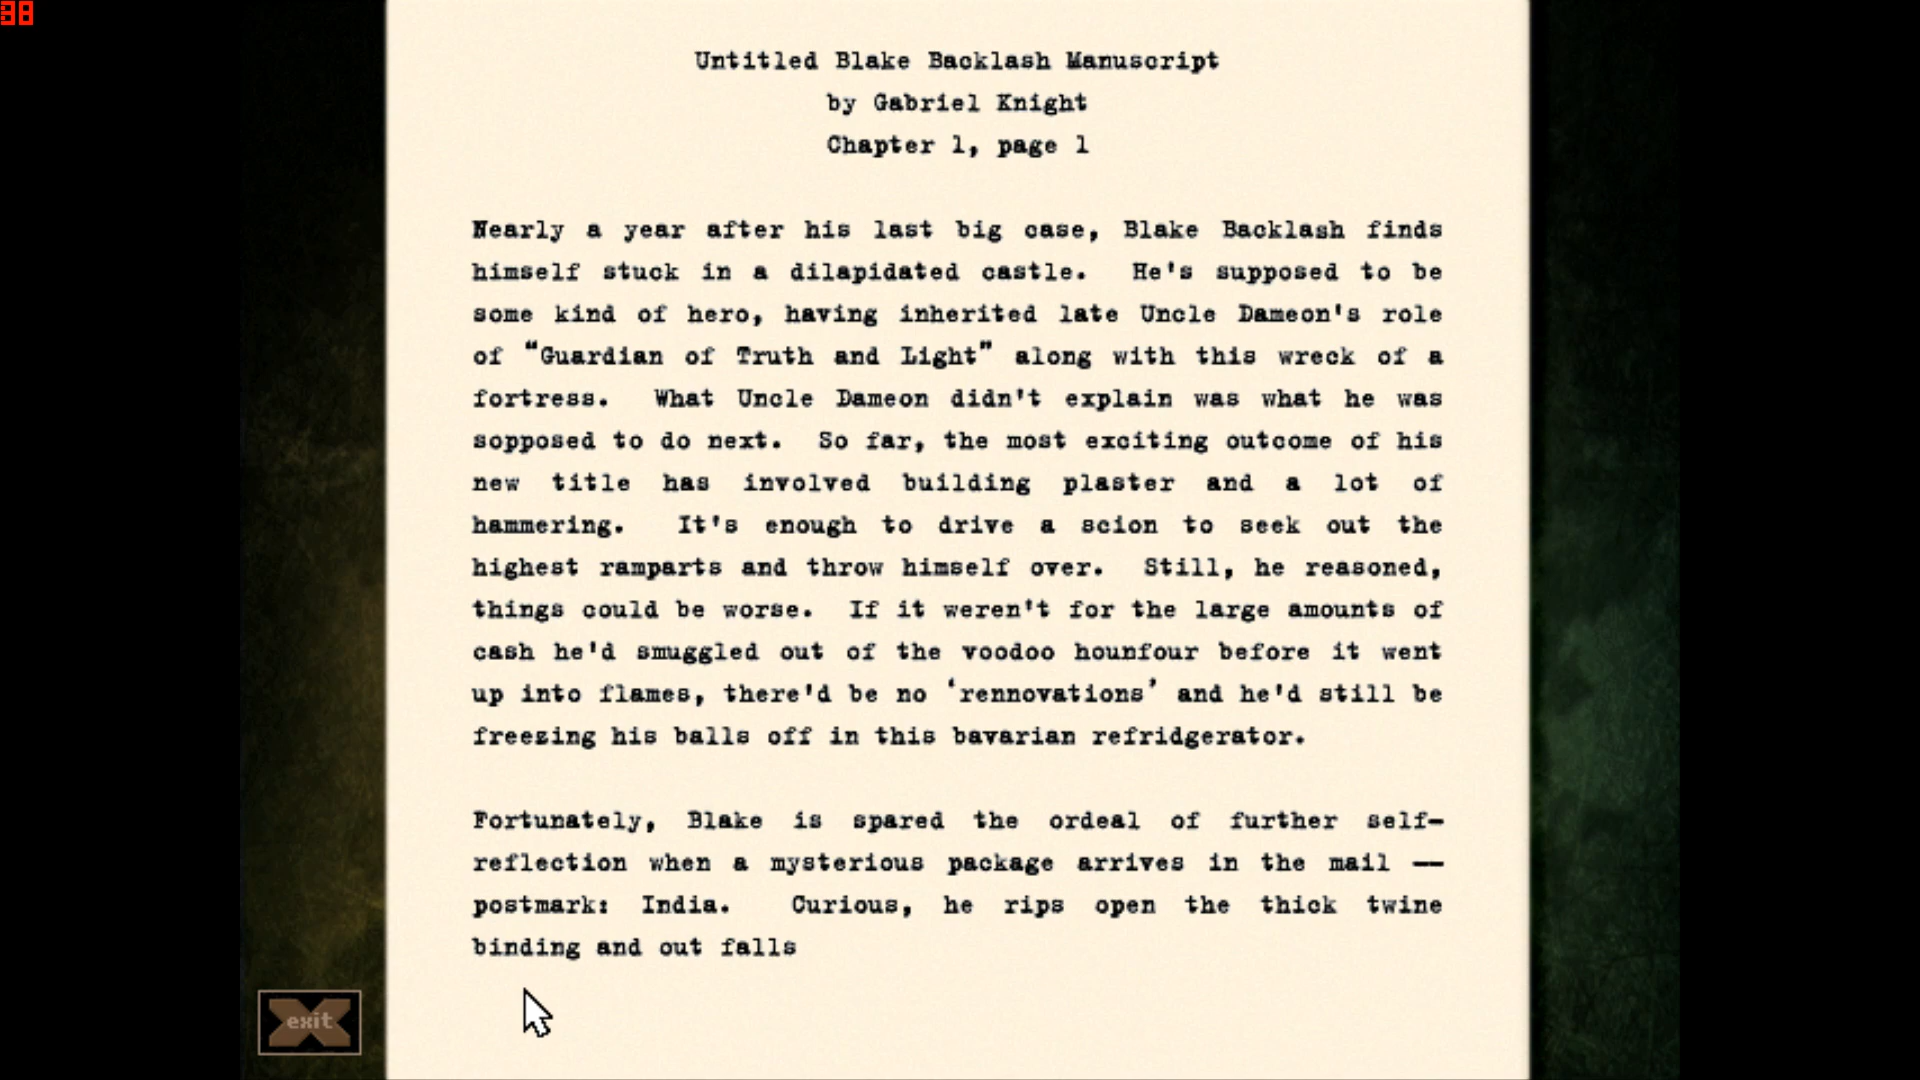 38
Untitled Blake Backlash Manuscript
by Gabriel Knight
Chapter 1, page 1
Nearly a year after his last big case, Blake Backlash finds
himself stuck in a dilapidated castle. He's supposed to be
some kind of hero, having inherited late Uncle Dameon's role
of “Guardian of Truth and Light” along with this wreck of a
fortress. What Uncle Dameon didn't explain was what he was
sopposed to do next. So far, the most exciting outcome of his
new title has involved building plaster and a lot of
hammering. It's enough to drive a scion to seek out the
highest ramparts and throw himself over. Still, he reasoned,
things could be worse. If it weren't for the large amounts of
cash he'd smuggled out of the voodoo hounfour before it went
up into flames, there'd be no ‘rennovations’ and he'd still be
freezing his balls off in this bavarian refridgerator.
Fortunately, Blake is spared the ordeal of further self-
reflection when a mysterious package arrives in the mail --
postmark: India. Curious, he rips open the thick twine
binding and out falls
exit